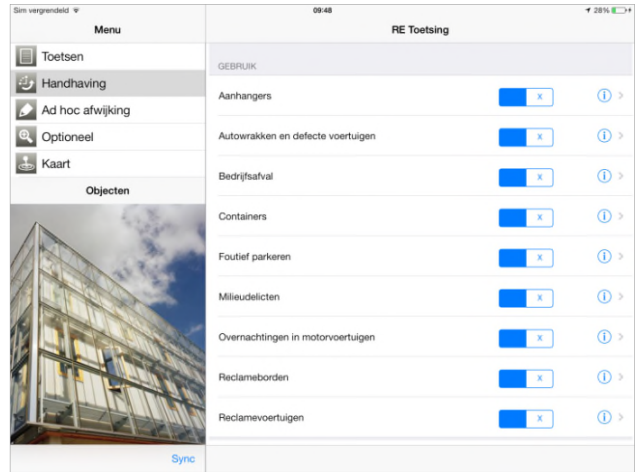 Sim vergrendeld
09:48
28%
Menu
RE Toetsing
Toetsen
Handhaving
Ad hoc afwijking
Optioneel
Kaart
Objecten
Sync
GEBRUIK
Aanhangers
x
Autowrakken en defecte voertuigen
x
Bedrijfsafval
x
Containers
x
Foutief parkeren
x
Milieudelicten
x
Overnachtingen in motorvoertuigen
x
Reclameborden
x
Reclamevoertuigen
x